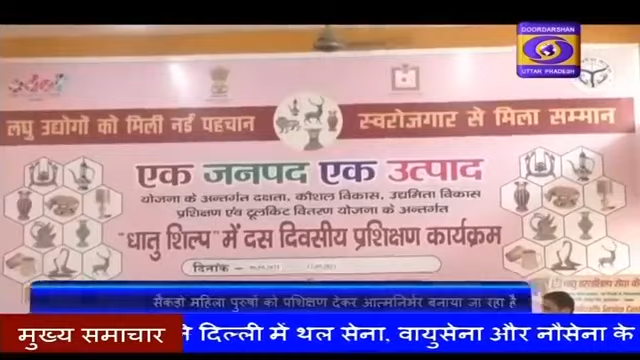 DOORDARSHAN
UTTAR PRADESH
लघु उद्योगों को मिली नई पहचान
स्वरोजगार से मिला सम्मान
एक जनपद एक उत्पाद
योजना के अन्तर्गत दक्षता, कौशल विकास, उद्यमिता विकास
प्रशिक्षण एंव टूलकिट वितरण योजना के अन्तर्गत
"धातु शिल्प" में दस दिवसीय प्रशिक्षण कार्यक्रम
दिनांक -
सैकडो महिला पुरुषों को प्रशिक्षण देकर आत्मनिर्भर बनाया जा रहा है
मुख्य समाचार
ने दिल्ली में थल सेना, वायुसेना और नौसेना के